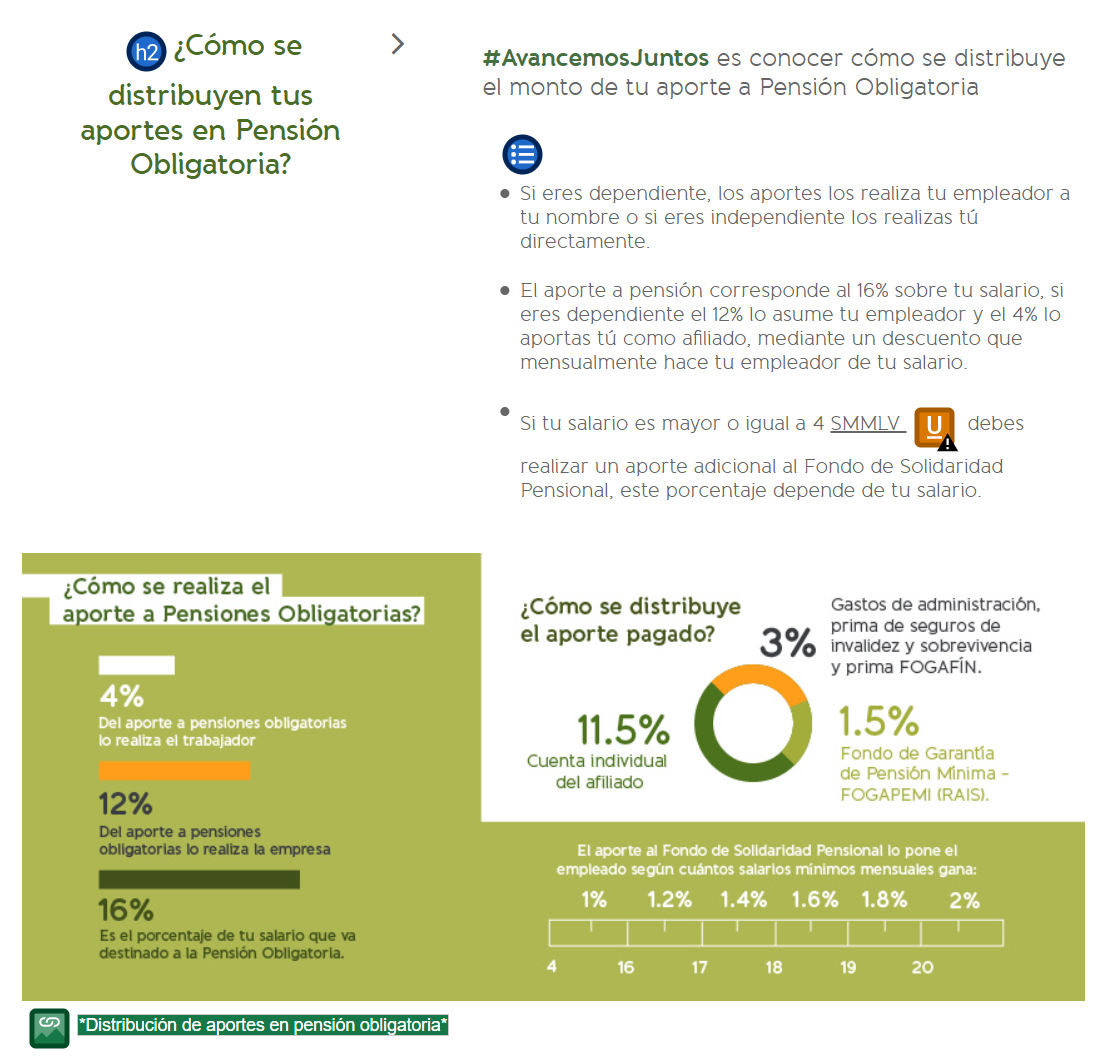 h2 ¿Cómo se
distribuyen tus
aportes en Pensión
Obligatoria?
#AvancemosJuntos es conocer cómo se distribuye
el monto de tu aporte a Pensión Obligatoria
• Si eres dependiente, los aportes los realiza tu empleador a
tu nombre o si eres independiente los realizas tú
directamente.
• El aporte a pensión corresponde al 16% sobre tu salario, si
eres dependiente el 12% lo asume tu empleador y el 4% lo
aportas tú como afiliado, mediante un descuento que
mensualmente hace tu empleador de tu salario.
• Si tu salario es mayor o igual a 4 SMMLV U debes
realizar un aporte adicional al Fondo de Solidaridad
Pensional, este porcentaje depende de tu salario.
¿Cómo se realiza el
aporte a Pensiones Obligatorias?
4%
Del aporte a pensiones obligatorias
lo realiza el trabajador
12%
Del aporte a pensiones
obligatorias lo realiza la empresa
16%
Es el porcentaje de tu salario que va
destinado a la Pensión Obligatoria.
¿Cómo se distribuye
el aporte pagado?
3%
Gastos de administración,
prima de seguros de
invalidez y sobrevivencia
y prima FOGAFÍN.
11.5%
Cuenta individual
del afiliado
1.5%
Fondo de Garantía
de Pensión Mínima -
FOGAPEMI (RAIS).
El aporte al Fondo de Solidaridad Pensional lo pone el
empleado según cuántos salarios mínimos mensuales gana:
1% 1.2% 1.4% 1.6% 1.8% 2%
4 16 17 18 19 20
*Distribución de aportes en pensión obligatoria*